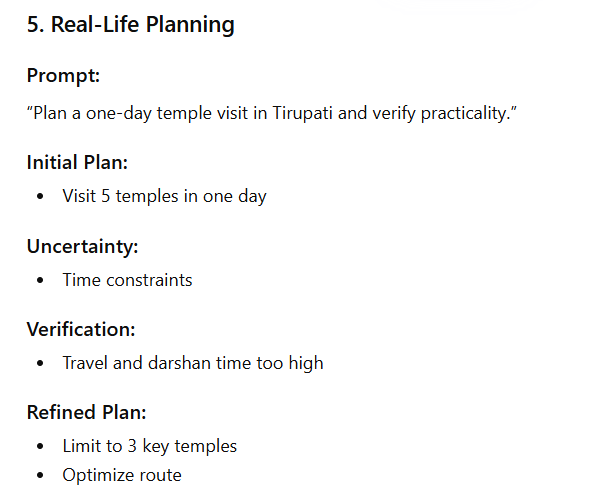 5. Real-Life Planning
Prompt:
“Plan a one-day temple visit in Tirupati and verify practicality.”
Initial Plan:
• Visit 5 temples in one day
Uncertainty:
• Time constraints
Verification:
• Travel and darshan time too high
Refined Plan:
• Limit to 3 key temples
• Optimize route